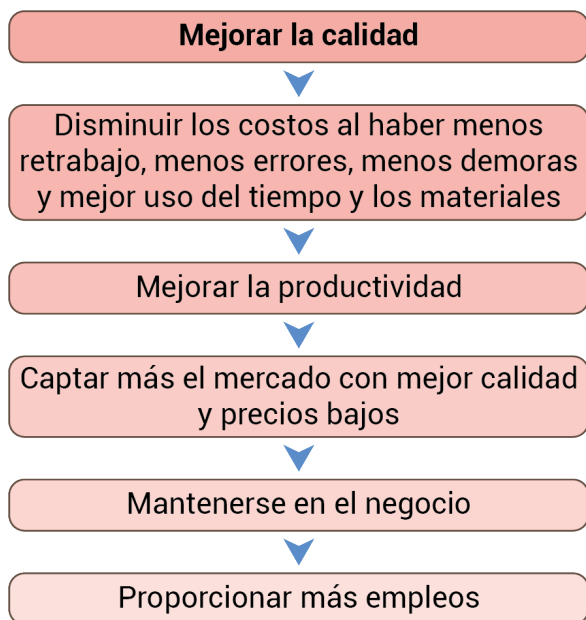 Mejorar la calidad
Disminuir los costos al haber menos
retrabajo, menos errores, menos demoras
y mejor uso del tiempo y los materiales
Mejorar la productividad
Captar más el mercado con mejor calidad
y precios bajos
Mantenerse en el negocio
Proporcionar más empleos